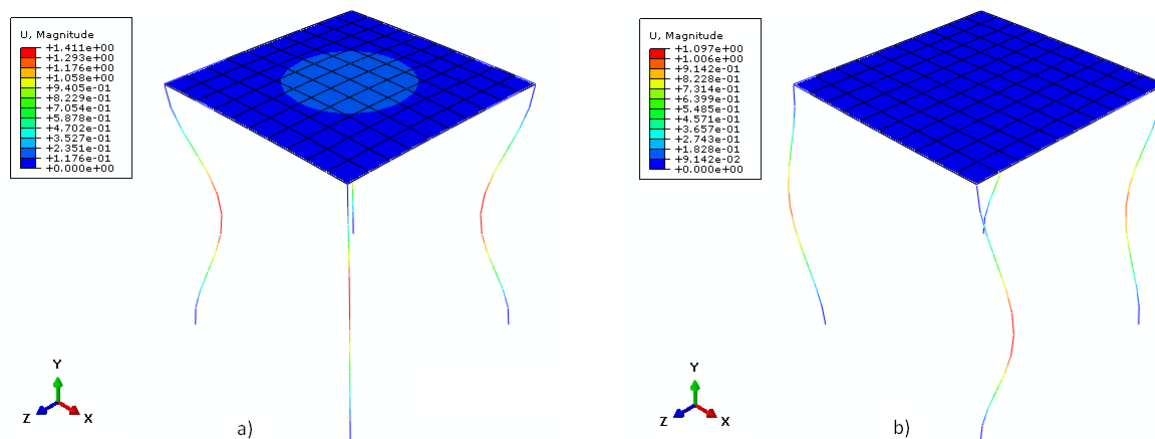 U, Magnitude
+1.411e+00
+1.293e+00
+1.176e+00
+1.058e+00
+9.405e-01
+8.229e-01
+7.054e-01
+5.878e-01
+4.702e-01
+3.527e-01
+2.351e-01
+1.176e-01
+0.000e+00
Y
Z
X
a)
U, Magnitude
+1.097e+00
+1.006e+00
+9.142e-01
+8.228e-01
+7.314e-01
+6.399e-01
+5.485e-01
+4.571e-01
+3.657e-01
+2.743e-01
+1.828e-01
+9.142e-02
+0.000e+00
Y
Z
X
b)